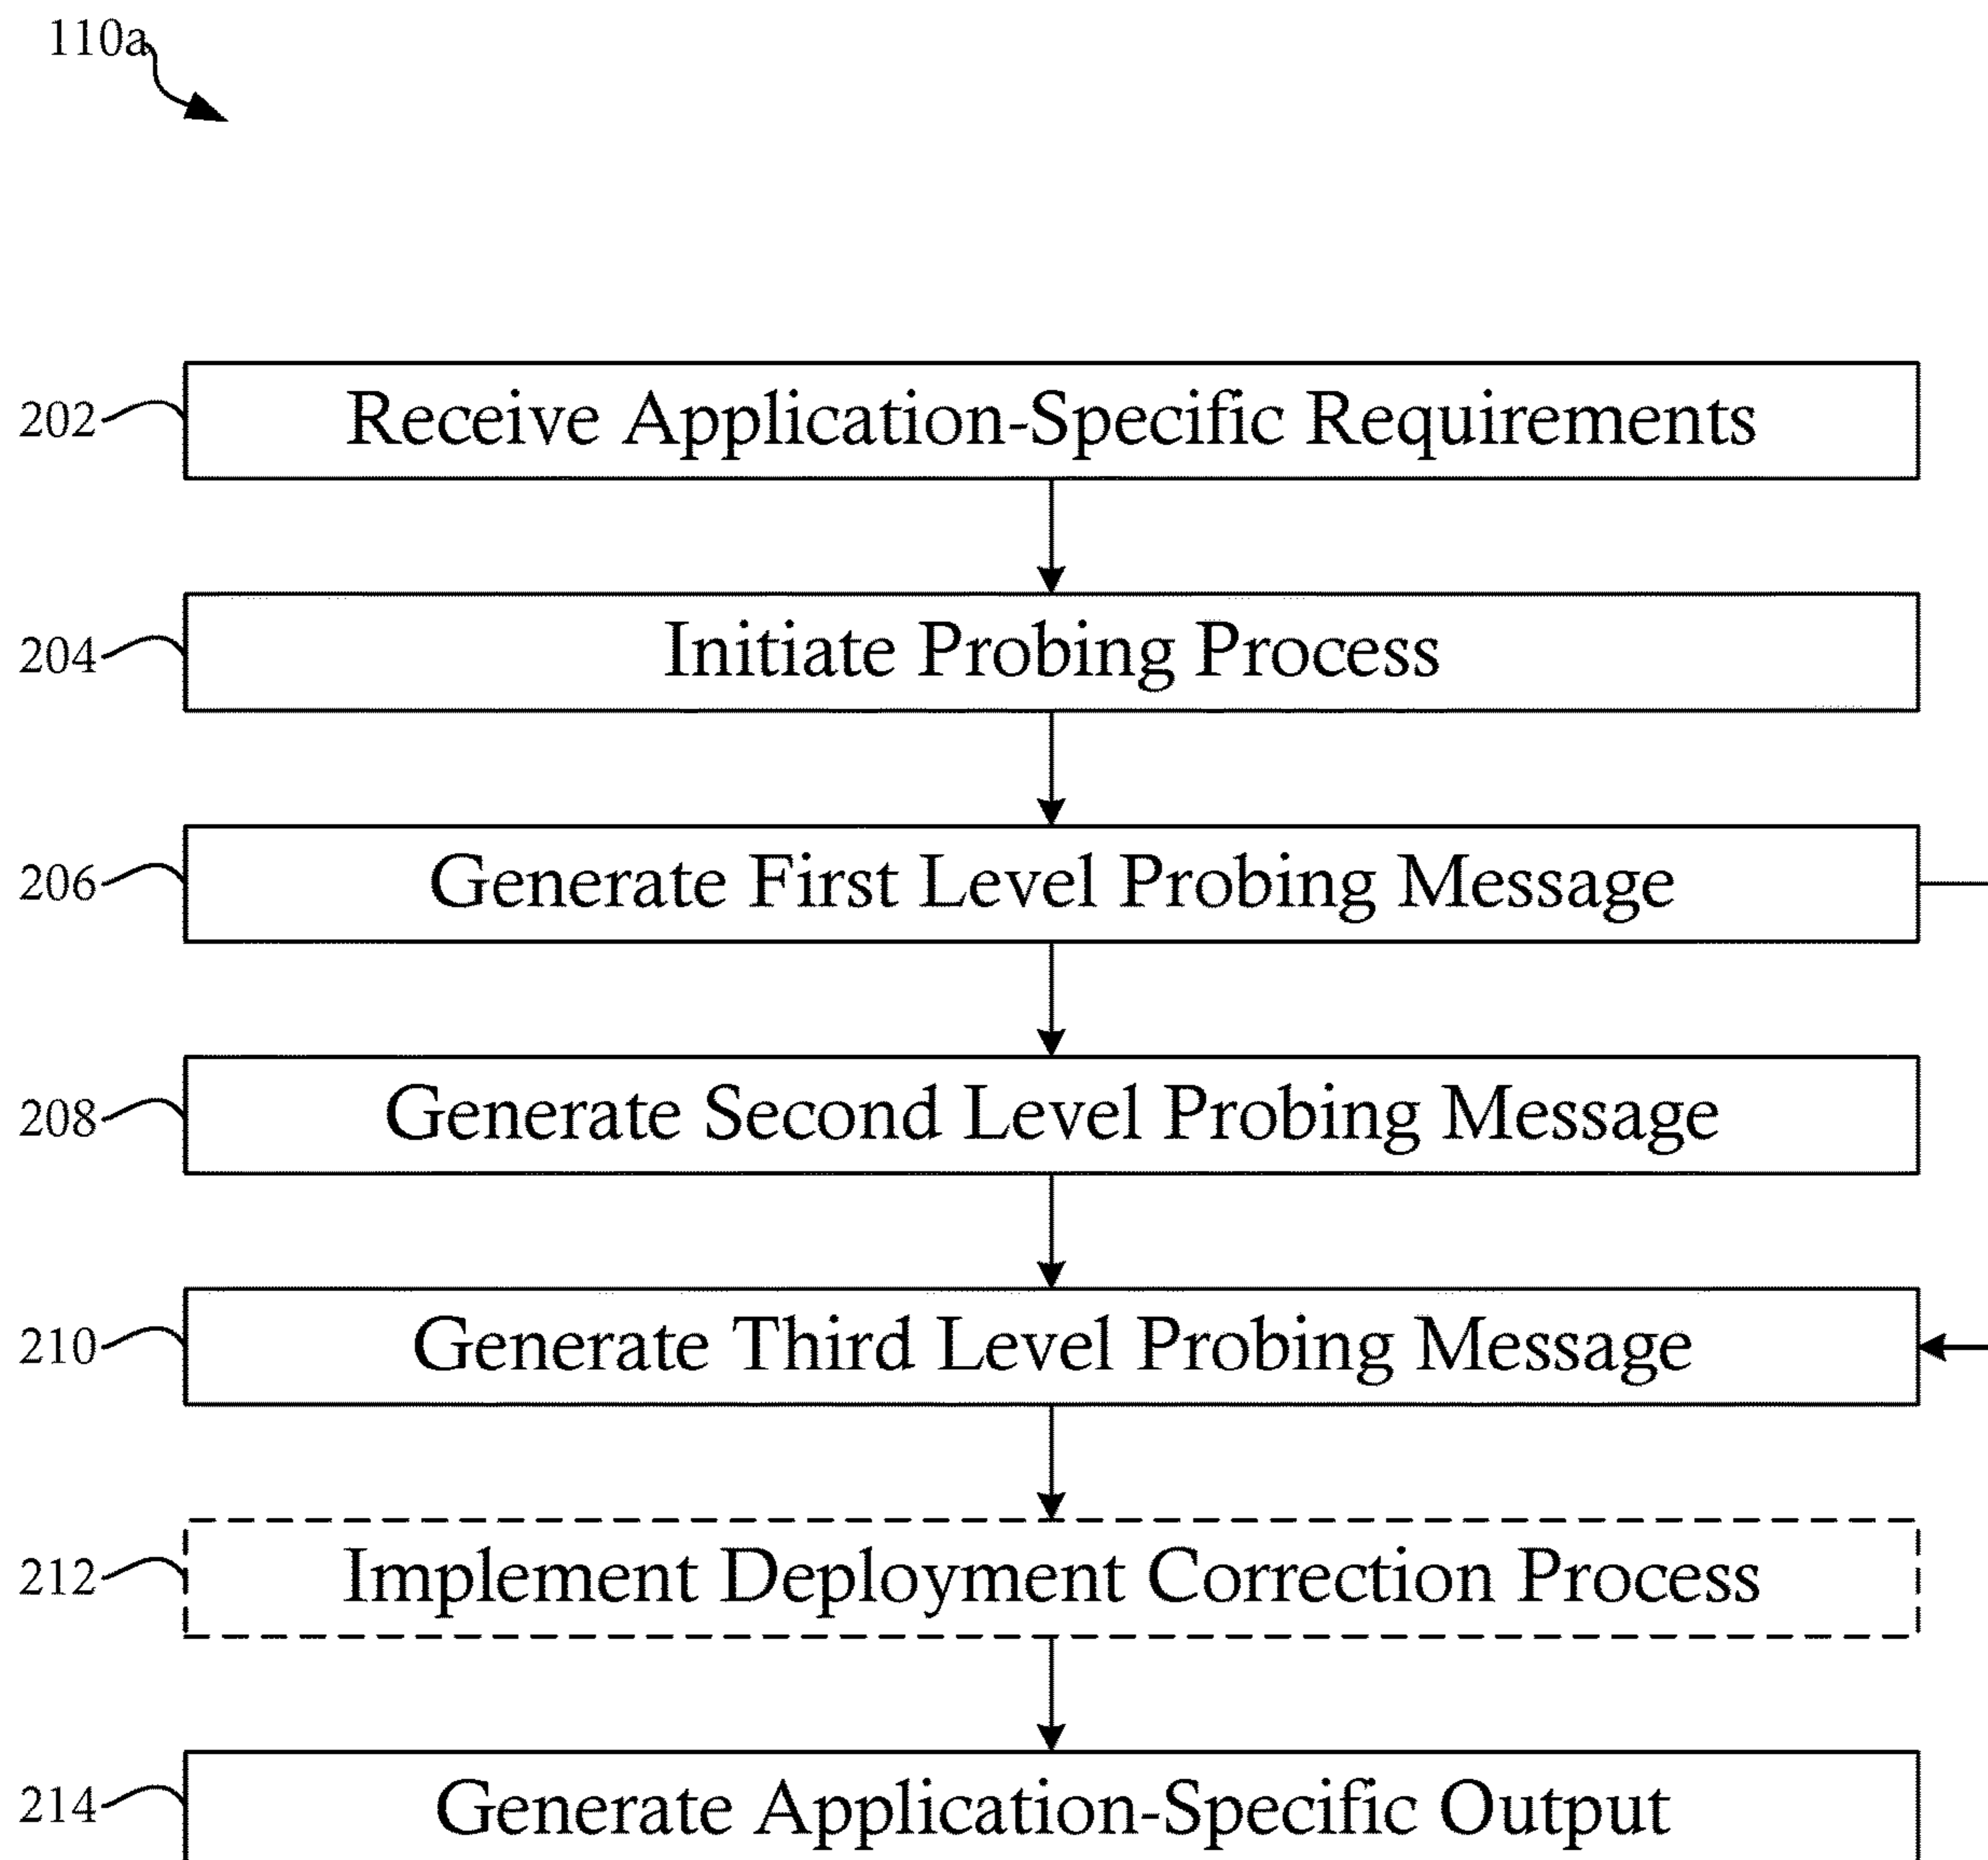 110a
202 Receive Application-Specific Requirements
204 Initiate Probing Process
206 Generate First Level Probing Message
208 Generate Second Level Probing Message
210 Generate Third Level Probing Message
212 Implement Deployment Correction Process
214 Generate Application-Specific Output